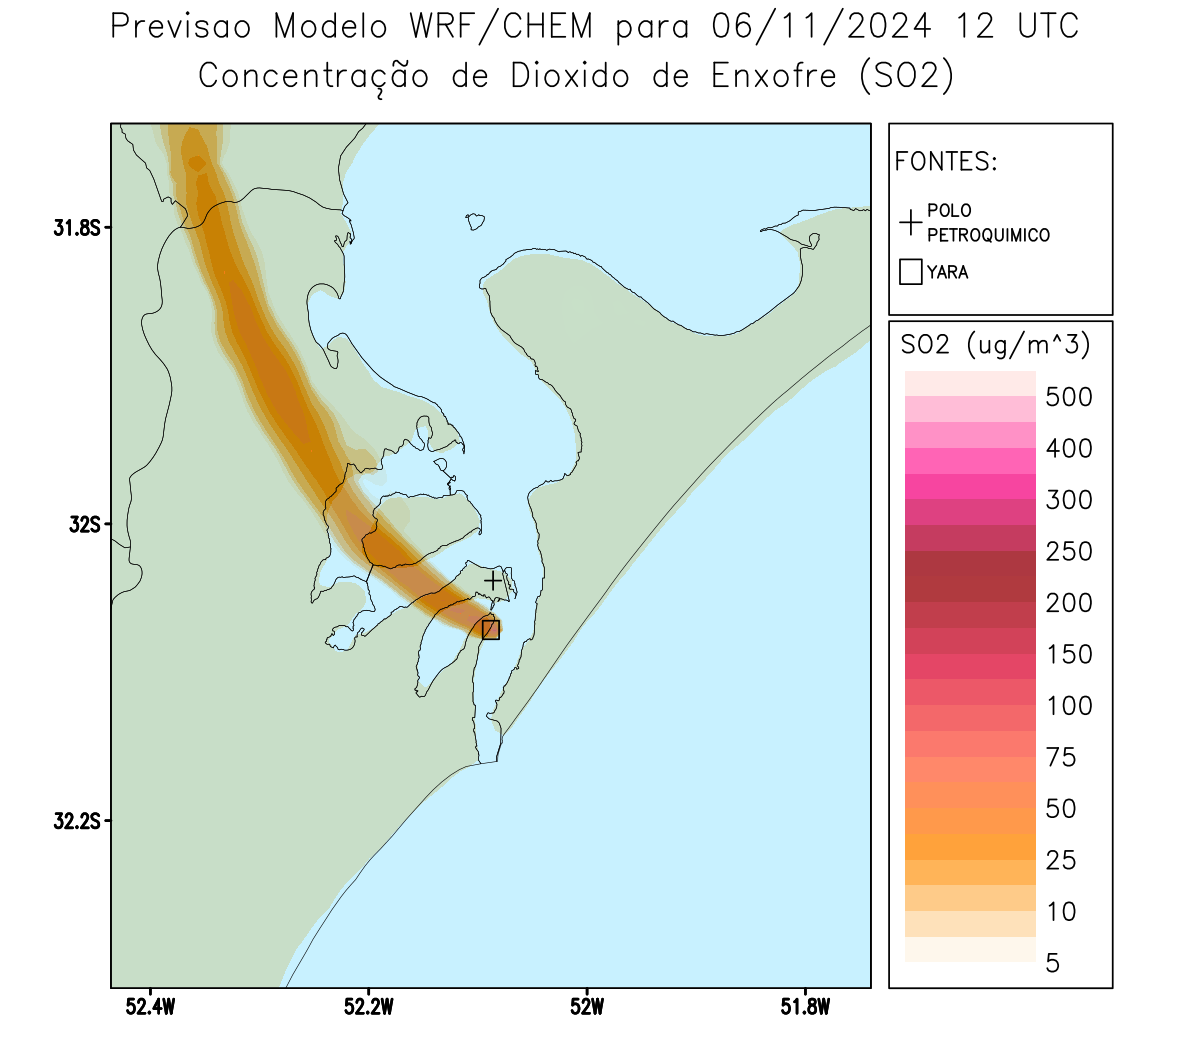 Previsao Modelo WRF/CHEM para 06/11/2024 12 UTC
Concentração de Dioxido de Enxofre (SO2)
FONTES:
POLO
PETROQUIMICO
YARA
SO2 (ug/m^3)
500
400
300
250
200
150
100
75
50
25
10
5
31.8S
32S
32.2S
52.4W
52.2W
52W
51.8W